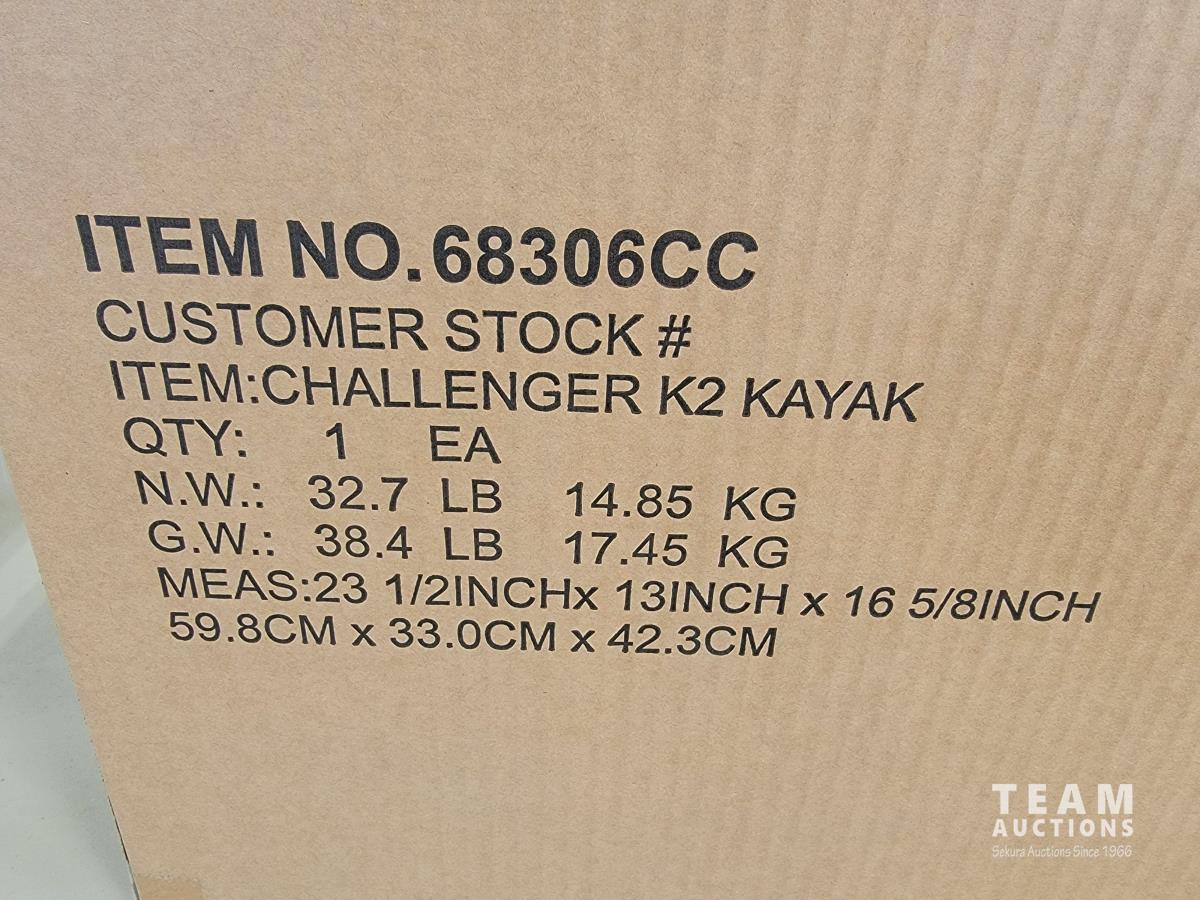 ITEM NO.68306CC
CUSTOMER STOCK #
ITEM:CHALLENGER K2 KAYAK
QTY: 1 EA
N.W.: 32.7 LB 14.85 KG
G.W.: 38.4 LB 17.45 KG
MEAS:23 1/2INCHx 13INCH x 16 5/8INCH
59.8CM x 33.0CM x 42.3CM
TEAM
AUCTIONS
Sekura Auctions Since 1966